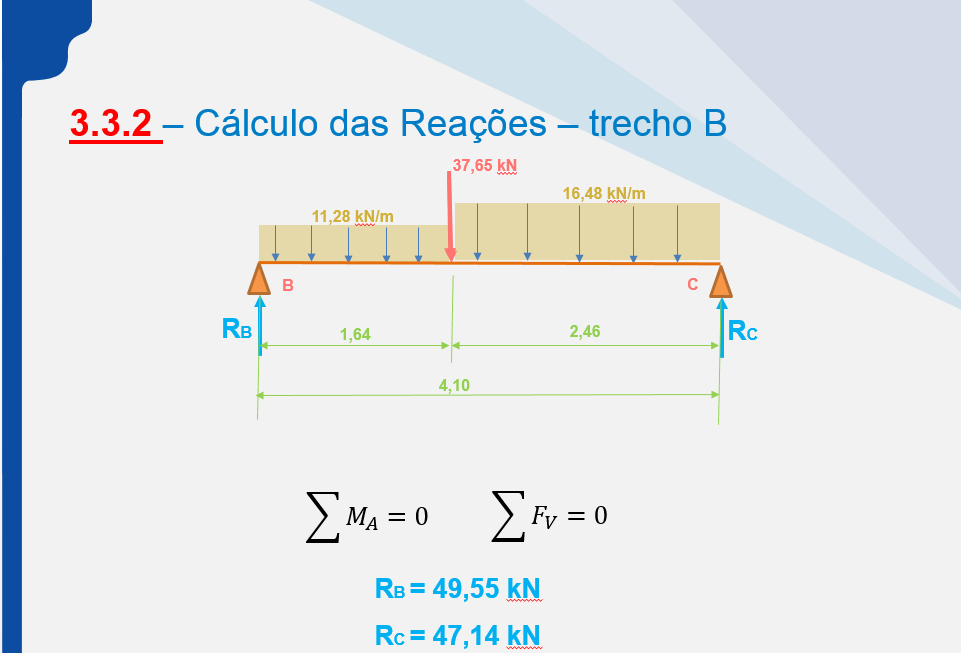 3.3.2 – Cálculo das Reações – trecho B
37,65 kN
16,48 kN/m
11,28 kN/m
B
C
RB
RC
1,64
2,46
4,10
∑ MA = 0
∑ FV = 0
RB = 49,55 kN
RC = 47,14 kN